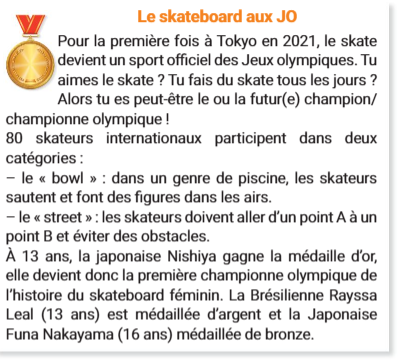 Le skateboard aux JO
Pour la première fois à Tokyo en 2021, le skate
devient un sport officiel des Jeux olympiques. Tu
aimes le skate ? Tu fais du skate tous les jours ?
Alors tu es peut-être le ou la futur(e) champion/
championne olympique !
80 skateurs internationaux participent dans deux
catégories :
– le « bowl » : dans un genre de piscine, les skateurs
sautent et font des figures dans les airs.
– le « street » : les skateurs doivent aller d’un point A à un
point B et éviter des obstacles.
À 13 ans, la japonaise Nishiya gagne la médaille d’or,
elle devient donc la première championne olympique de
l’histoire du skateboard féminin. La Brésilienne Rayssa
Leal (13 ans) est médaillée d’argent et la Japonaise
Funa Nakayama (16 ans) médaillée de bronze.